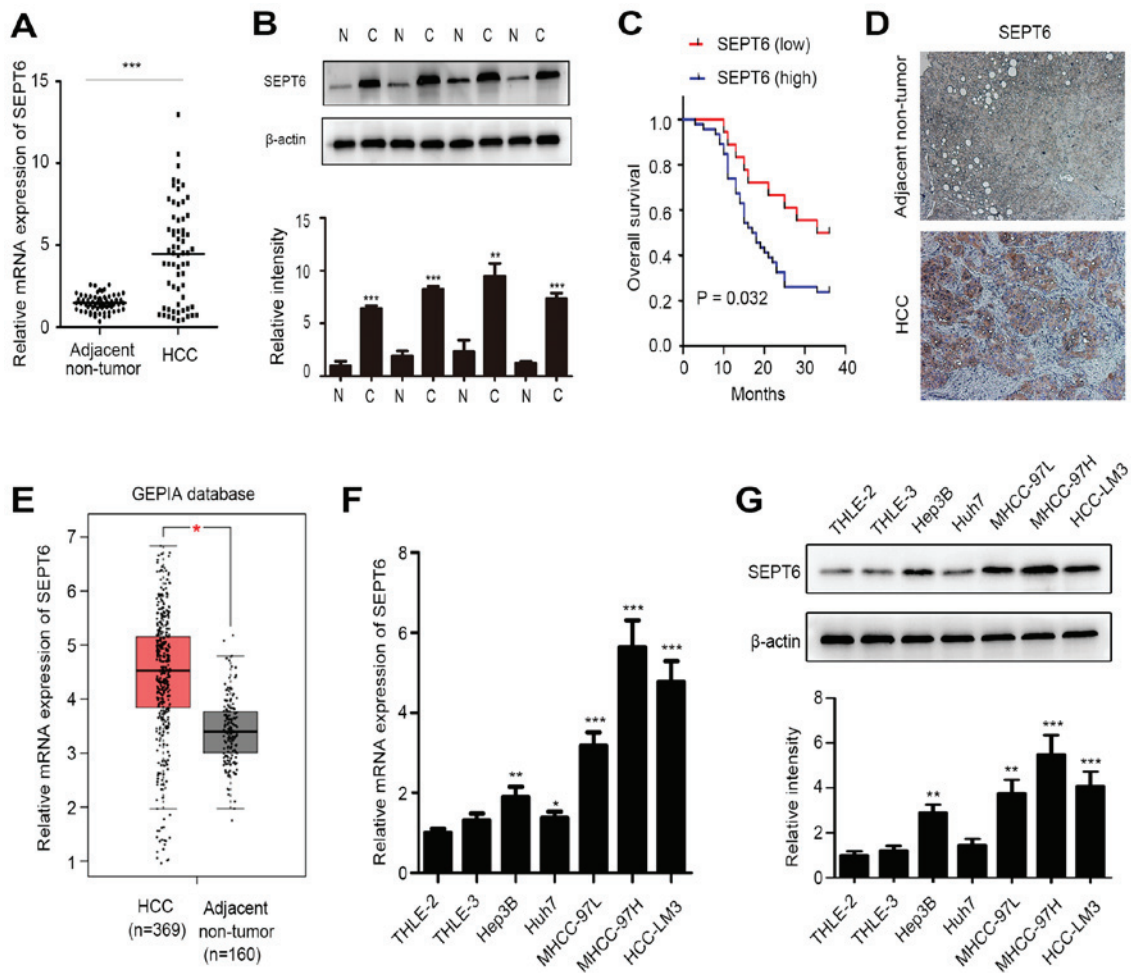 A
Relative mRNA expression of SEPT6
***
15
10
5
0
Adjacent
non-tumor
HCC
B
N C N C N C N C
SEPT6
β-actin
Relative intensity
15
10
5
0
***
***
**
***
N C N C N C N C
C
SEPT6 (low)
SEPT6 (high)
Overall survival
1.0
0.8
0.6
0.4
0.2
0.0
P = 0.032
0 10 20 30 40
Months
D
SEPT6
Adjacent non-tumor
HCC
E
GEPIA database
Relative mRNA expression of SEPT6
*
7
6
5
4
3
2
1
HCC
(n=369)
Adjacent
non-tumor
(n=160)
F
Relative mRNA expression of SEPT6
8
6
4
2
0
**
*
***
***
***
THLE-2
THLE-3
Hep3B
Huh7
MHCC-97L
MHCC-97H
HCC-LM3
G
THLE-2
THLE-3
Hep3B
Huh7
MHCC-97L
MHCC-97H
HCC-LM3
SEPT6
β-actin
Relative intensity
8
6
4
2
0
**
**
***
***
THLE-2
THLE-3
Hep3B
Huh7
MHCC-97L
MHCC-97H
HCC-LM3